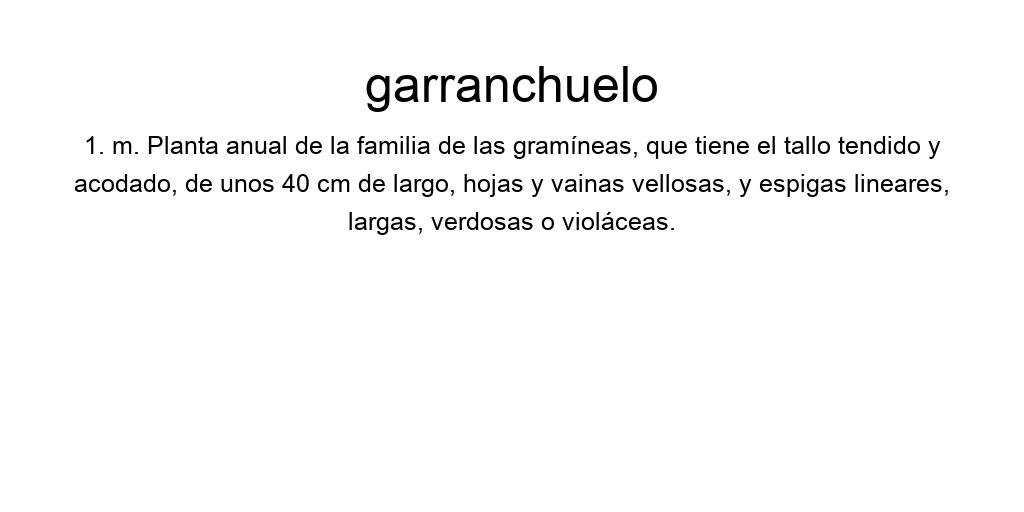 garranchuelo
1. m. Planta anual de la familia de las gramíneas, que tiene el tallo tendido y
acodado, de unos 40 cm de largo, hojas y vainas vellosas, y espigas lineares,
largas, verdosas o violáceas.